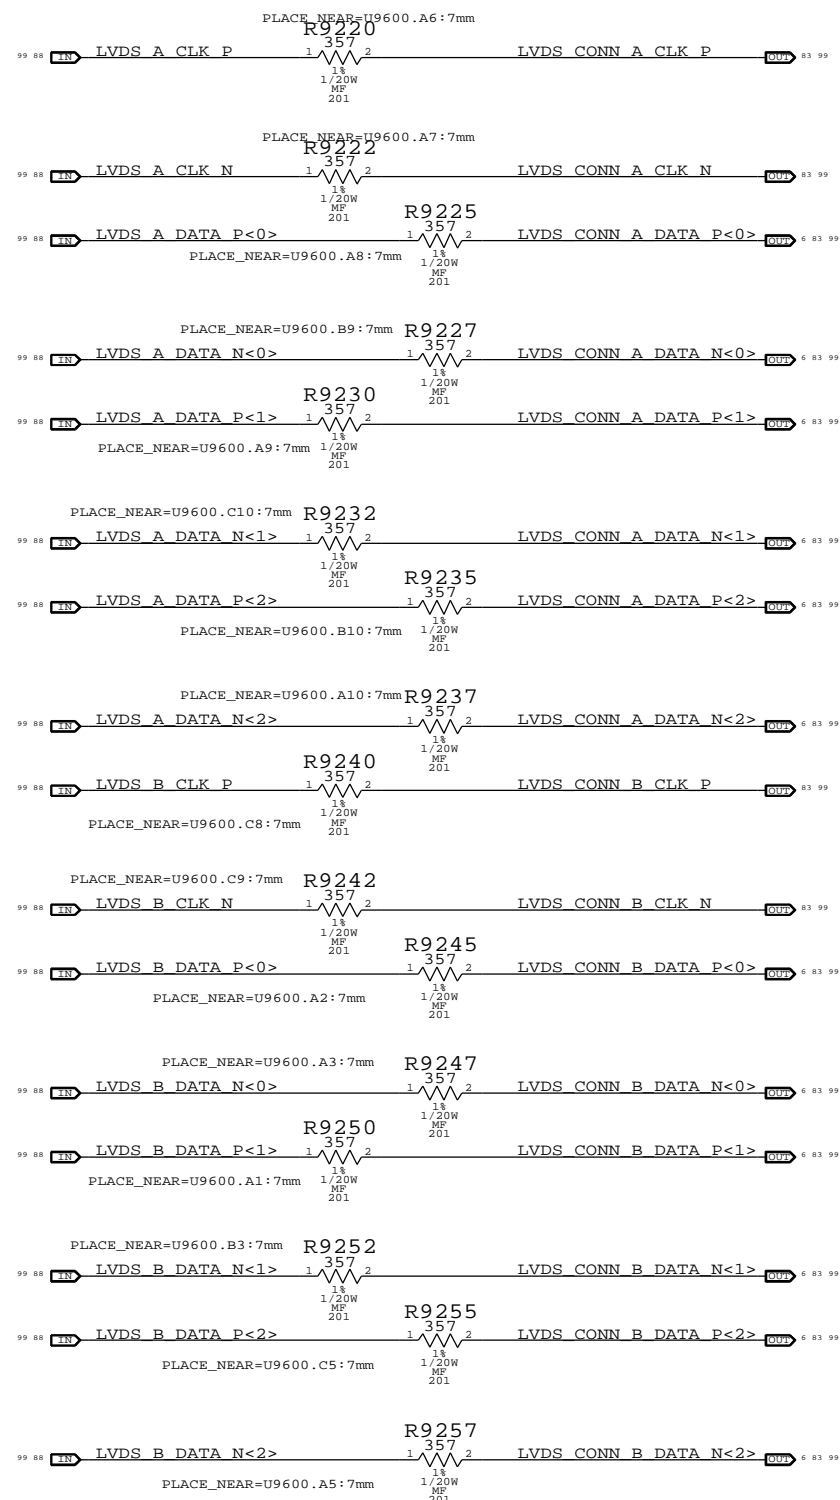 PLACE_NEAR=U9600.A6:7mm
R9220
357
99 88 IN LVDS_A_CLK_P 1 2 LVDS_CONN_A_CLK_P OUT 83 99
1%
1/20W
MF
201
PLACE_NEAR=U9600.A7:7mm
R9222
357
99 88 IN LVDS_A_CLK_N 1 2 LVDS_CONN_A_CLK_N OUT 83 99
1%
1/20W
MF
201
R9225
357
99 88 IN LVDS_A_DATA_P<0> 1 2 LVDS_CONN_A_DATA_P<0> OUT 6 83 99
PLACE_NEAR=U9600.A8:7mm
1%
1/20W
MF
201
PLACE_NEAR=U9600.B9:7mm R9227
357
99 88 IN LVDS_A_DATA_N<0> 1 2 LVDS_CONN_A_DATA_N<0> OUT 6 83 99
1%
1/20W
MF
201
R9230
357
99 88 IN LVDS_A_DATA_P<1> 1 2 LVDS_CONN_A_DATA_P<1> OUT 6 83 99
PLACE_NEAR=U9600.A9:7mm
1%
1/20W
MF
201
PLACE_NEAR=U9600.C10:7mm R9232
357
99 88 IN LVDS_A_DATA_N<1> 1 2 LVDS_CONN_A_DATA_N<1> OUT 6 83 99
1%
1/20W
MF
201
R9235
357
99 88 IN LVDS_A_DATA_P<2> 1 2 LVDS_CONN_A_DATA_P<2> OUT 6 83 99
PLACE_NEAR=U9600.B10:7mm
1%
1/20W
MF
201
PLACE_NEAR=U9600.A10:7mm R9237
357
99 88 IN LVDS_A_DATA_N<2> 1 2 LVDS_CONN_A_DATA_N<2> OUT 6 83 99
1%
1/20W
MF
201
R9240
357
99 88 IN LVDS_B_CLK_P 1 2 LVDS_CONN_B_CLK_P OUT 83 99
PLACE_NEAR=U9600.C8:7mm
1%
1/20W
MF
201
PLACE_NEAR=U9600.C9:7mm R9242
357
99 88 IN LVDS_B_CLK_N 1 2 LVDS_CONN_B_CLK_N OUT 83 99
1%
1/20W
MF
201
R9245
357
99 88 IN LVDS_B_DATA_P<0> 1 2 LVDS_CONN_B_DATA_P<0> OUT 6 83 99
PLACE_NEAR=U9600.A2:7mm
1%
1/20W
MF
201
PLACE_NEAR=U9600.A3:7mm R9247
357
99 88 IN LVDS_B_DATA_N<0> 1 2 LVDS_CONN_B_DATA_N<0> OUT 6 83 99
1%
1/20W
MF
201
R9250
357
99 88 IN LVDS_B_DATA_P<1> 1 2 LVDS_CONN_B_DATA_P<1> OUT 6 83 99
PLACE_NEAR=U9600.A1:7mm
1%
1/20W
MF
201
PLACE_NEAR=U9600.B3:7mm R9252
357
99 88 IN LVDS_B_DATA_N<1> 1 2 LVDS_CONN_B_DATA_N<1> OUT 6 83 99
1%
1/20W
MF
201
R9255
357
99 88 IN LVDS_B_DATA_P<2> 1 2 LVDS_CONN_B_DATA_P<2> OUT 6 83 99
PLACE_NEAR=U9600.C5:7mm
1%
1/20W
MF
201
R9257
357
99 88 IN LVDS_B_DATA_N<2> 1 2 LVDS_CONN_B_DATA_N<2> OUT 6 83 99
PLACE_NEAR=U9600.A5:7mm
1%
1/20W
MF
201